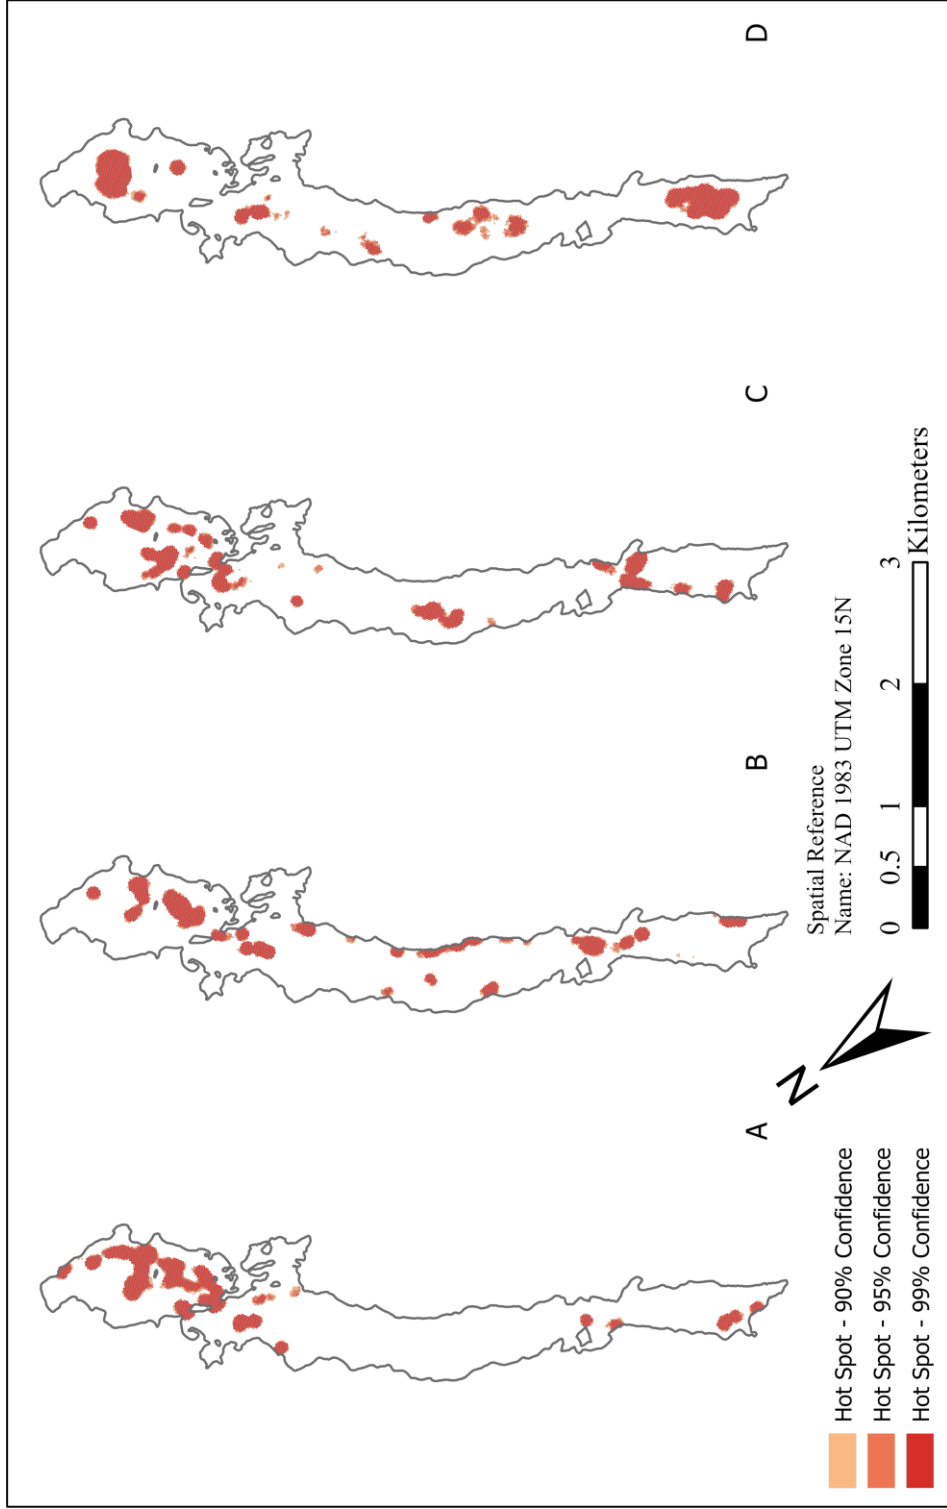 A
B
C
D
N
Hot Spot - 90% Confidence
Hot Spot - 95% Confidence
Hot Spot - 99% Confidence
Spatial Reference
Name: NAD 1983 UTM Zone 15N
0 0.5 1 2 3
Kilometers